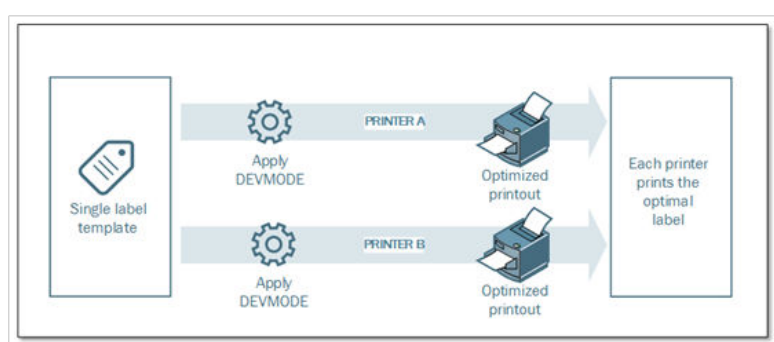 Single label
template
Apply
DEVMODE
PRINTER A
Optimized
printout
Apply
DEVMODE
PRINTER B
Optimized
printout
Each printer
prints the
optimal
label